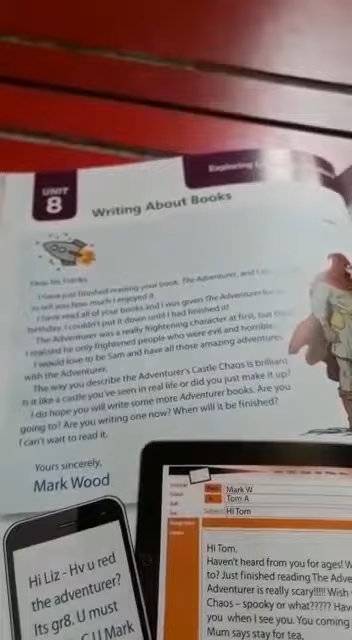 Exploring
UNIT
8
Writing About Books
I have just finished reading your book, The Adventurer, and I
to tell you how much I enjoyed it.
I have read all of your books and I was given The Adventurer for
birthday. I couldn't put it down until I had finished it!
The Adventurer was a really frightening character at first, but
I realised he only frightened people who were evil and horrible.
I would love to be Sam and have all those amazing adventures
with the Adventurer.
The way you describe the Adventurer's Castle Chaos is brilliant
Is it like a castle you've seen in real life or did you just make it up?
I do hope you will write some more Adventurer books. Are you
going to? Are you writing one now? When will it be finished?
I can't wait to read it.
Yours sincerely,
Mark Wood
Hi Liz - Hv u red
the adventurer?
Its gr8. U must
C U Mark
Mark W
Tom A
Hi Tom
Hi Tom,
Haven't heard from you for ages! W
to? Just finished reading The Adve
Adventurer is really scary!!!!! Wish
Chaos – spooky or what????? Hav
you when I see you. You coming
Mum says stay for tea.